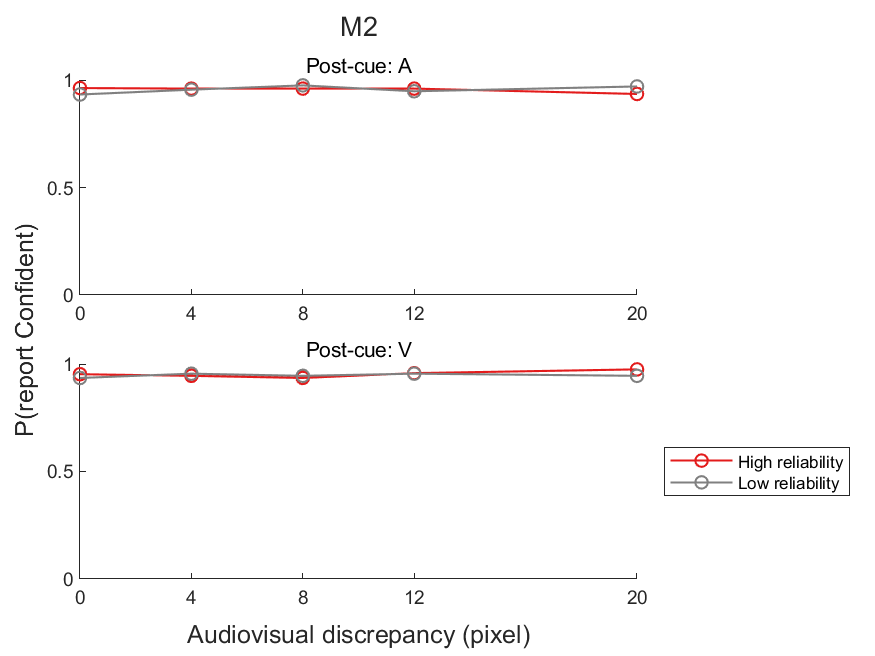 M2
Post-cue: A
1
0.5
0
0 4 8 12 20
P(report Confident)
Post-cue: V
1
0.5
0
0 4 8 12 20
Audiovisual discrepancy (pixel)
High reliability
Low reliability